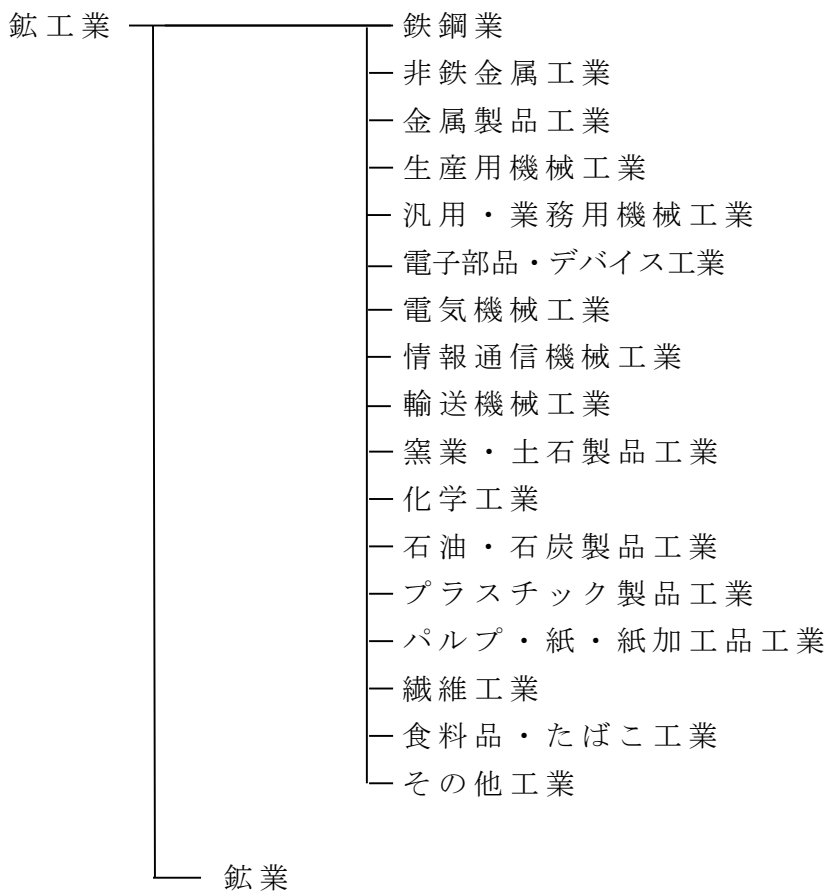 鉱工業
鉄鋼業
非鉄金属工業
金属製品工業
生産用機械工業
汎用・業務用機械工業
電子部品・デバイス工業
電気機械工業
情報通信機械工業
輸送機械工業
窯業・土石製品工業
化学工業
石油・石炭製品工業
プラスチック製品工業
パルプ・紙・紙加工品工業
繊維工業
食料品・たばこ工業
その他工業
鉱業